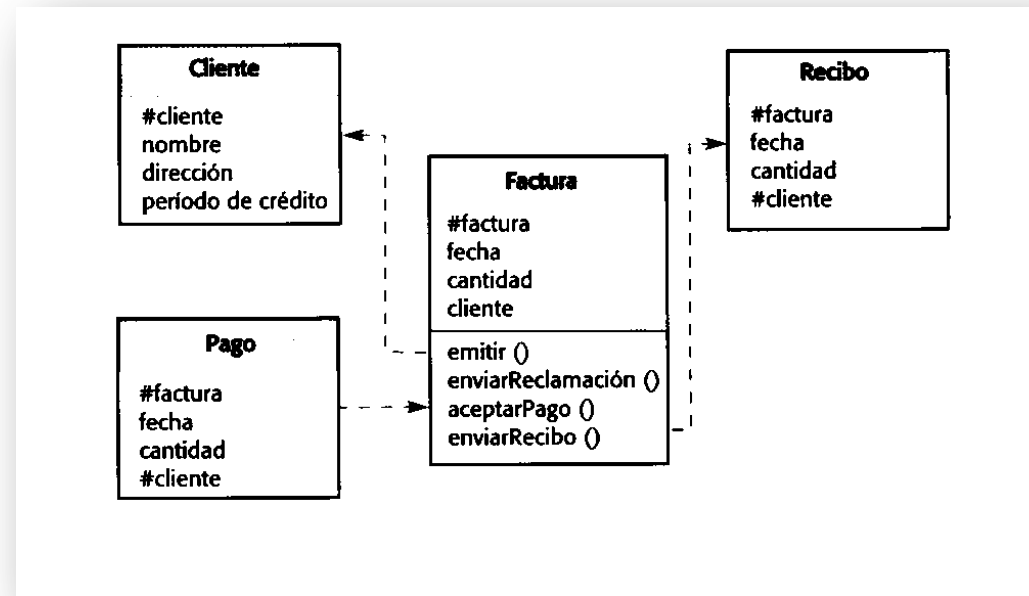 Cliente
#cliente
nombre
dirección
período de crédito
Recibo
#factura
fecha
cantidad
#cliente
Factura
#factura
fecha
cantidad
cliente
emitir ()
enviarReclamación ()
aceptarPago ()
enviarRecibo ()
Pago
#factura
fecha
cantidad
#cliente